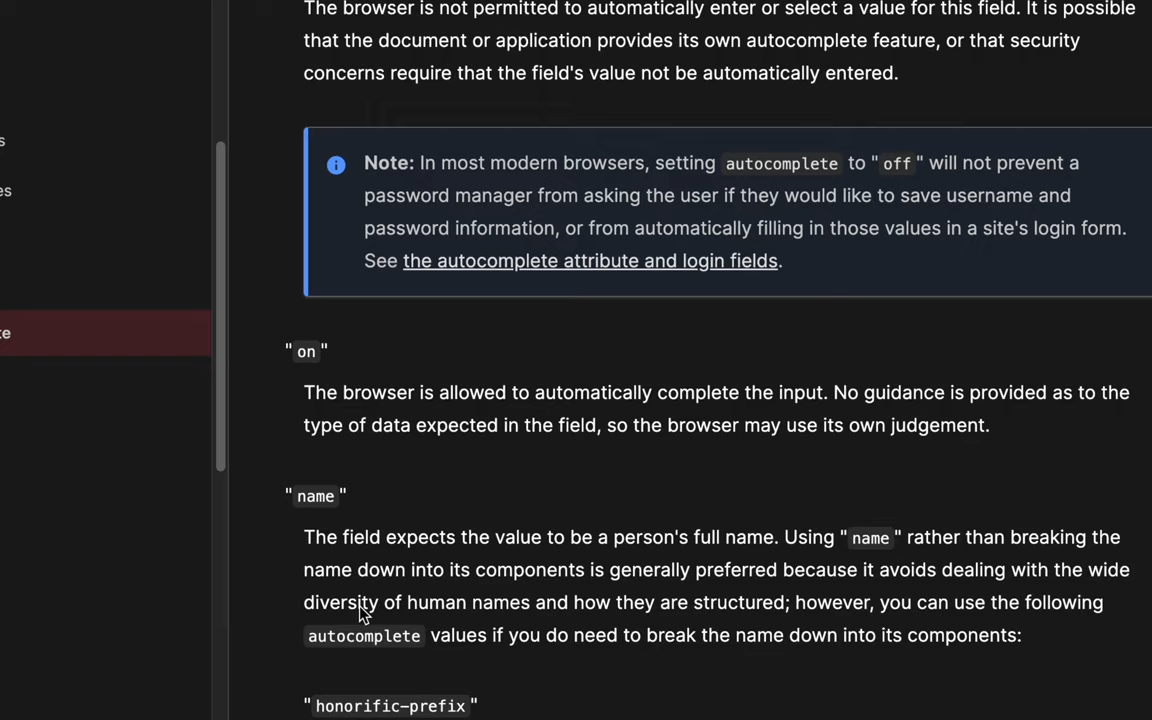 The browser is not permitted to automatically enter or select a value for this field. It is possible
that the document or application provides its own autocomplete feature, or that security
concerns require that the field's value not be automatically entered.
s
Note: In most modern browsers, setting autocomplete to "off" will not prevent a
es
password manager from asking the user if they would like to save username and
password information, or from automatically filling in those values in a site's login form.
See the autocomplete attribute and login fields.
te
"on"
The browser is allowed to automatically complete the input. No guidance is provided as to the
type of data expected in the field, so the browser may use its own judgement.
"name"
The field expects the value to be a person's full name. Using "name" rather than breaking the
name down into its components is generally preferred because it avoids dealing with the wide
diversity of human names and how they are structured; however, you can use the following
autocomplete values if you do need to break the name down into its components:
"honorific-prefix"